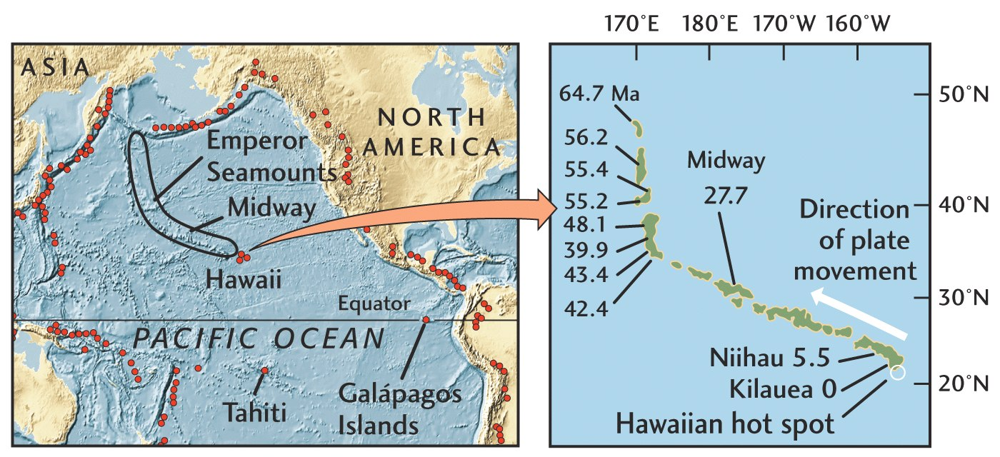 ASIA
NORTH
AMERICA
Emperor
Seamounts
Midway
Hawaii
Equator
PACIFIC OCEAN
Galápagos
Islands
Tahiti
170°E 180°E 170°W 160°W
50°N
40°N
30°N
20°N
64.7 Ma
56.2
55.4
55.2
48.1
39.9
43.4
42.4
Midway
27.7
Direction
of plate
movement
Niihau 5.5
Kilauea 0
Hawaiian hot spot